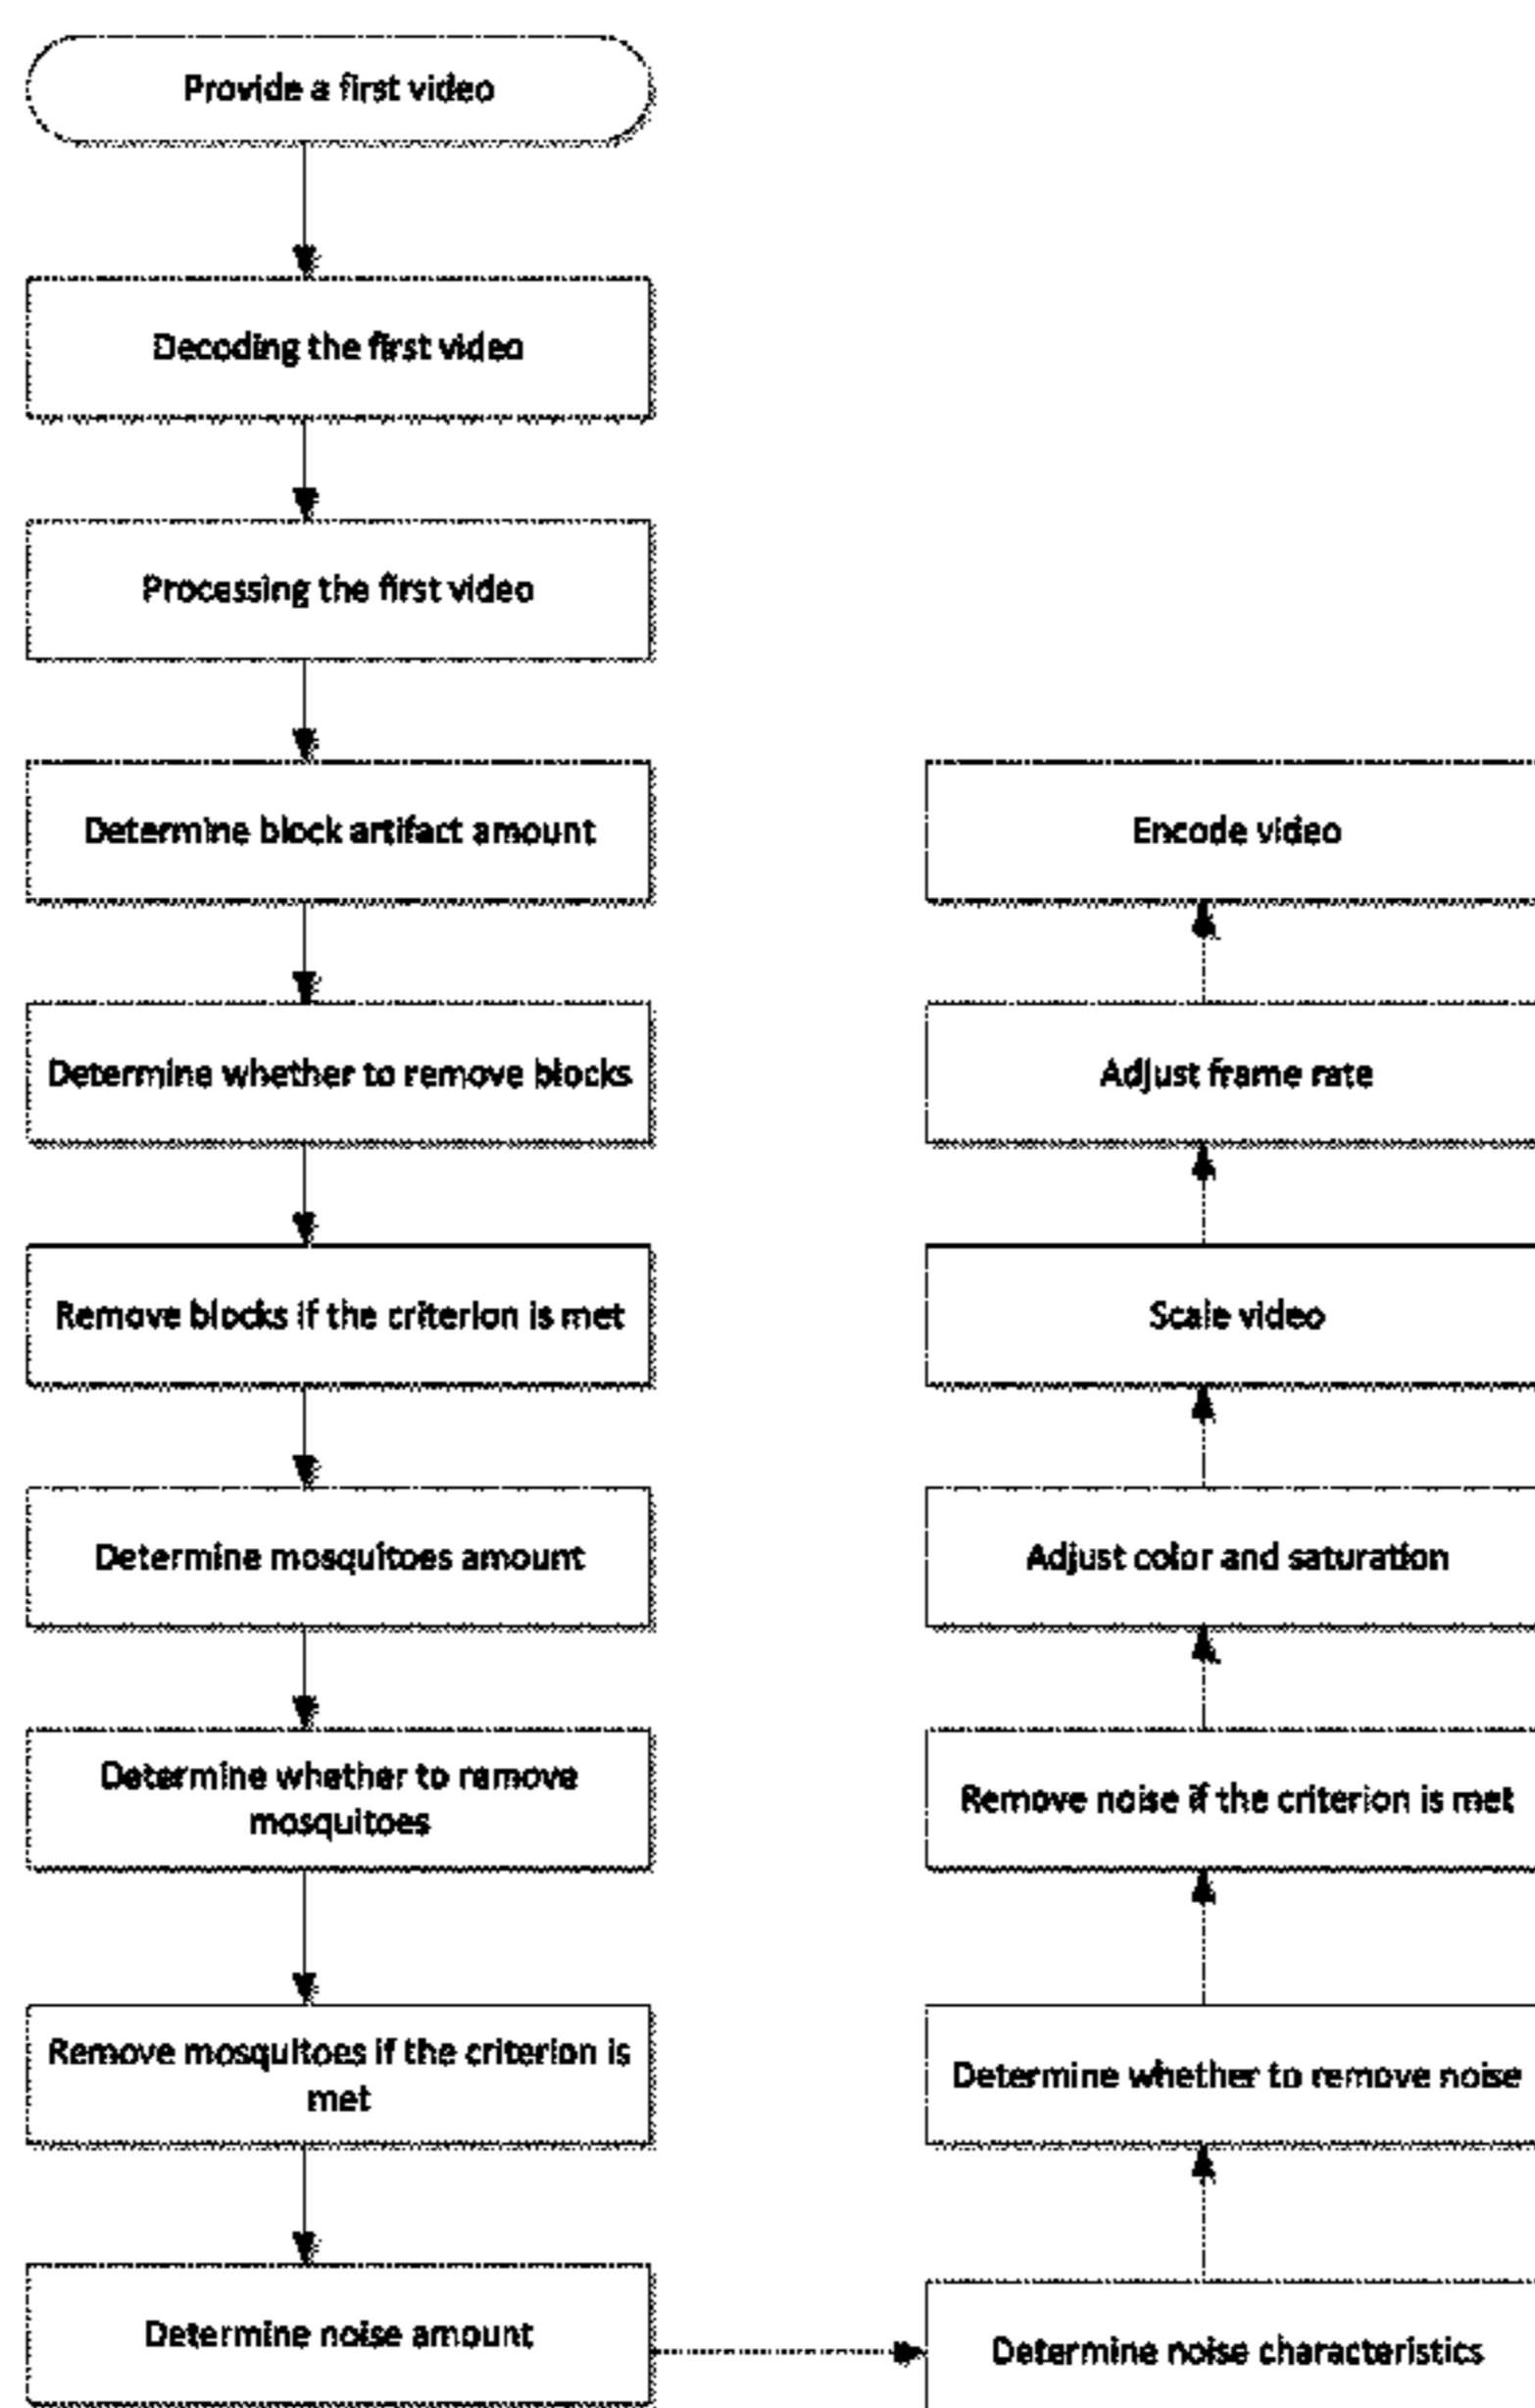 Provide a first video
Decoding the first video
Processing the first video
Determine block artifact amount
Determine whether to remove blocks
Remove blocks if the criterion is met
Determine mosquitoes amount
Determine whether to remove
mosquitoes
Remove mosquitoes if the criterion is
met
Determine noise amount
Determine noise characteristics
Determine whether to remove noise
Remove noise if the criterion is met
Adjust color and saturation
Scale video
Adjust frame rate
Encode video